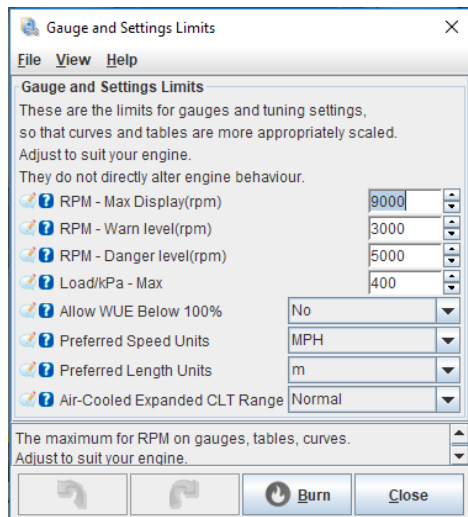 Gauge and Settings Limits
File View Help
Gauge and Settings Limits
These are the limits for gauges and tuning settings,
so that curves and tables are more appropriately scaled.
Adjust to suit your engine.
They do not directly alter engine behaviour.
RPM - Max Display(rpm) 9000
RPM - Warn level(rpm) 3000
RPM - Danger level(rpm) 5000
Load/kPa - Max 400
Allow WUE Below 100% No
Preferred Speed Units MPH
Preferred Length Units m
Air-Cooled Expanded CLT Range Normal
The maximum for RPM on gauges, tables, curves.
Adjust to suit your engine.
Burn Close